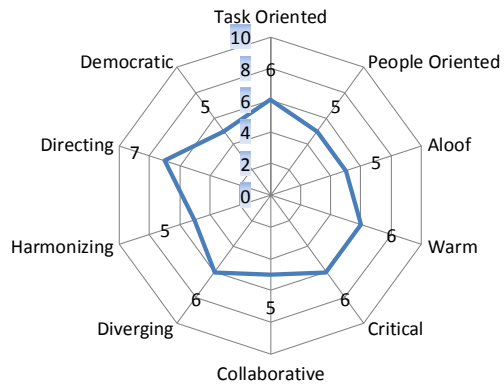 Task Oriented
10
Democratic
People Oriented
8
6
5
5
6
Directing
7
4
Aloof
5
2
0
Harmonizing
5
6
Warm
6
5
6
Diverging
Critical
Collaborative